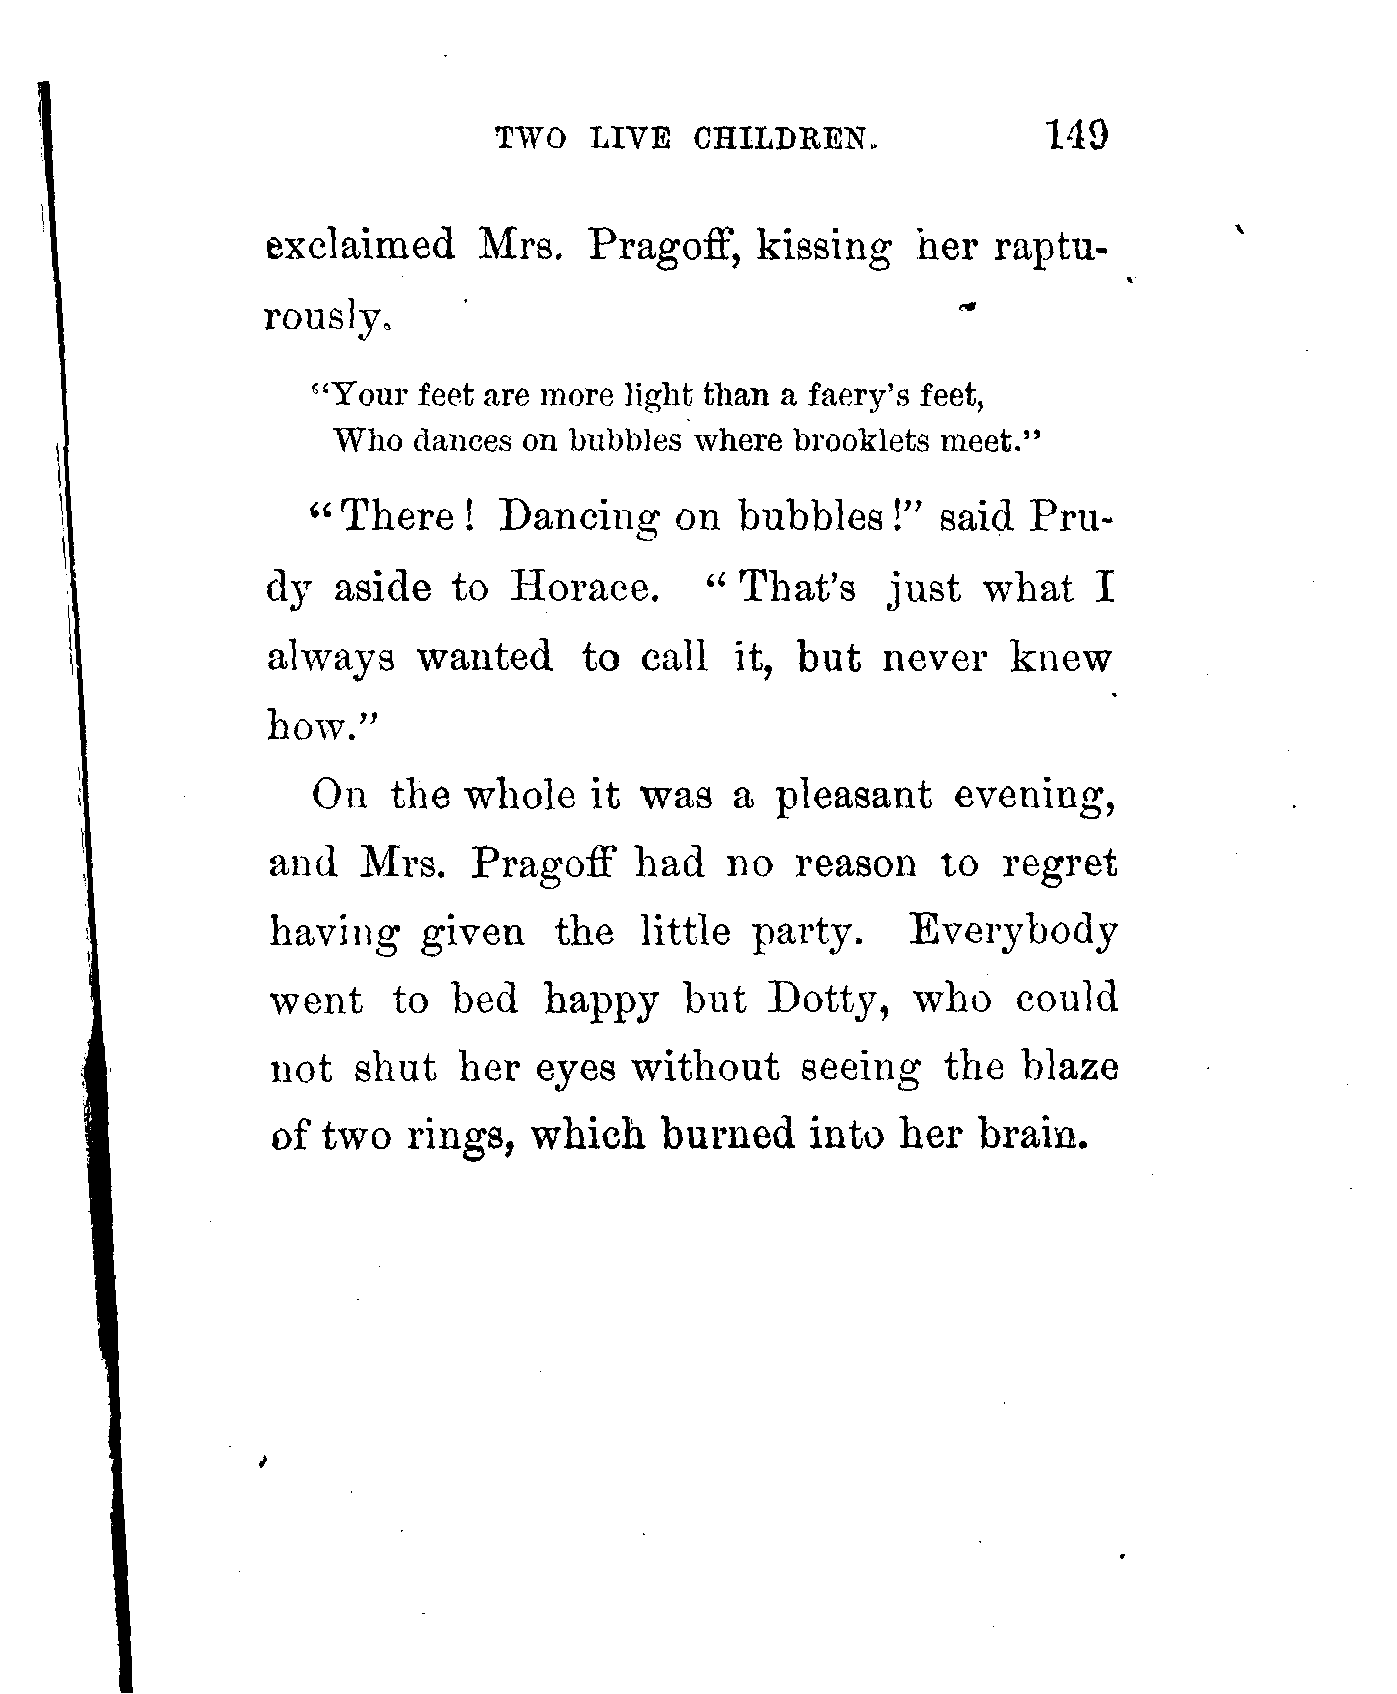 TWO LIVE CHILDREN. 149
exclaimed Mrs. Pragoff, kissing her raptu-
rously.
"Your feet are more light than a faery's feet,
Who dances on bubbles where brooklets meet."
"There! Dancing on bubbles!" said Pru-
dy aside to Horace. "That's just what I
always wanted to call it, but never knew
how."
On the whole it was a pleasant evening,
and Mrs. Pragoff had no reason to regret
having given the little party. Everybody
went to bed happy but Dotty, who could
not shut her eyes without seeing the blaze
of two rings, which burned into her brain.